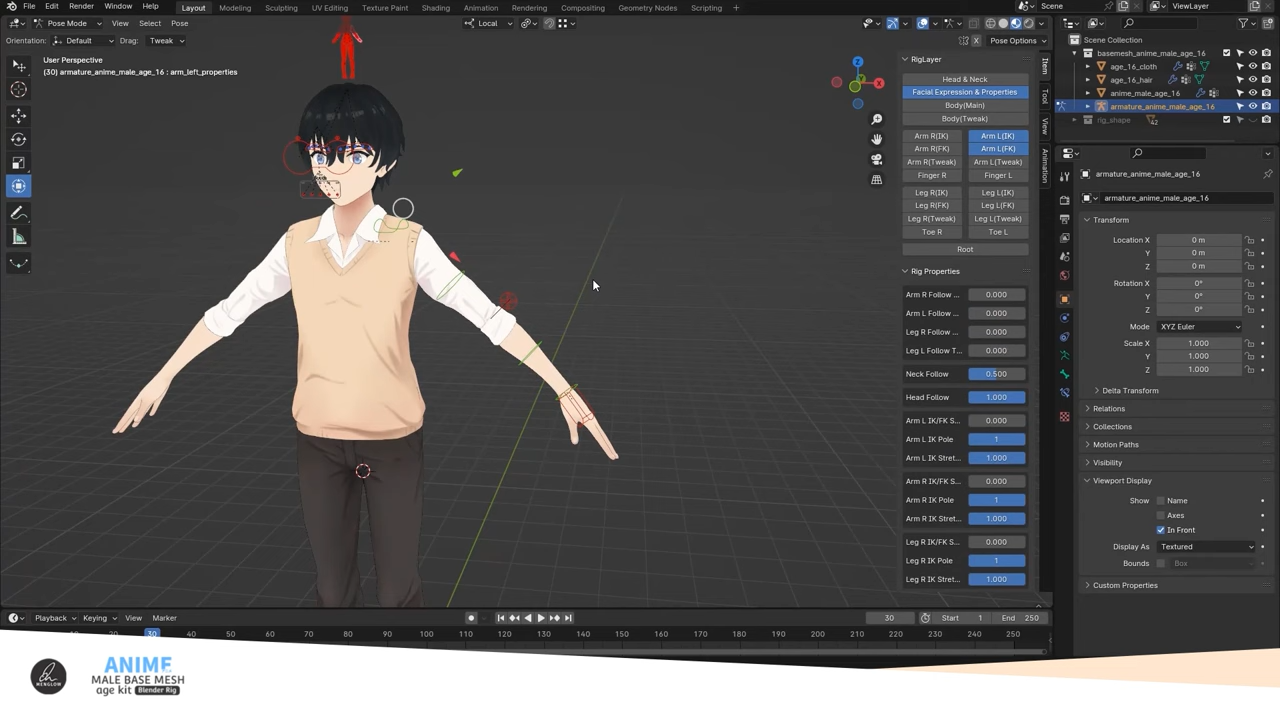 File Edit Render Window Help Layout Modeling Sculpting UV Editing Texture Paint Shading Animation Rendering Compositing Geometry Nodes Scripting + Scene ViewLayer
Pose Mode View Select Pose Local
Orientation: Default Drag: Tweak X Pose Options
User Perspective
(30) armature_anime_male_age_16 : arm_left_properties
Z
X
RigLayer
Head & Neck
Facial Expression & Properties
Body(Main)
Body(Tweak)
Arm R(IK) Arm L(IK)
Arm R(FK) Arm L(FK)
Arm R(Tweak) Arm L(Tweak)
Finger R Finger L
Leg R(IK) Leg L(IK)
Leg R(FK) Leg L(FK)
Leg R(Tweak) Leg L(Tweak)
Toe R Toe L
Root
Rig Properties
Arm R Follow ... 0.000
Arm L Follow ... 0.000
Leg R Follow ... 0.000
Leg L Follow T... 0.000
Neck Follow 0.500
Head Follow 1.000
Arm L IK/FK S... 0.000
Arm L IK Pole 1
Arm L IK Stret... 1.000
Arm R IK/FK S... 0.000
Arm R IK Pole 1
Arm R IK Stret... 1.000
Leg R IK/FK S... 0.000
Leg R IK Pole 1
Leg R IK Stret... 1.000
Item
Tool
View
Animation
Scene Collection
basemesh_anime_male_age_16
age_16_cloth
age_16_hair
anime_male_age_16
armature_anime_male_age_16
rig_shape 42
armature_anime_male_age_16
armature_anime_male_age_16
Transform
Location X 0 m
Y 0 m
Z 0 m
Rotation X 0°
Y 0°
Z 0°
Mode XYZ Euler
Scale X 1.000
Y 1.000
Z 1.000
Delta Transform
Relations
Collections
Motion Paths
Visibility
Viewport Display
Show Name
Axes
In Front
Display As Textured
Bounds Box
Custom Properties
Playback Keying View Marker 30 Start 1 End 250
20 30 70 80 90 100 110 120 130 140 150 160 170 180 190 200 210 220 230 240 250
MENGLOW
ANIME
MALE BASE MESH
age kit Blender Rig